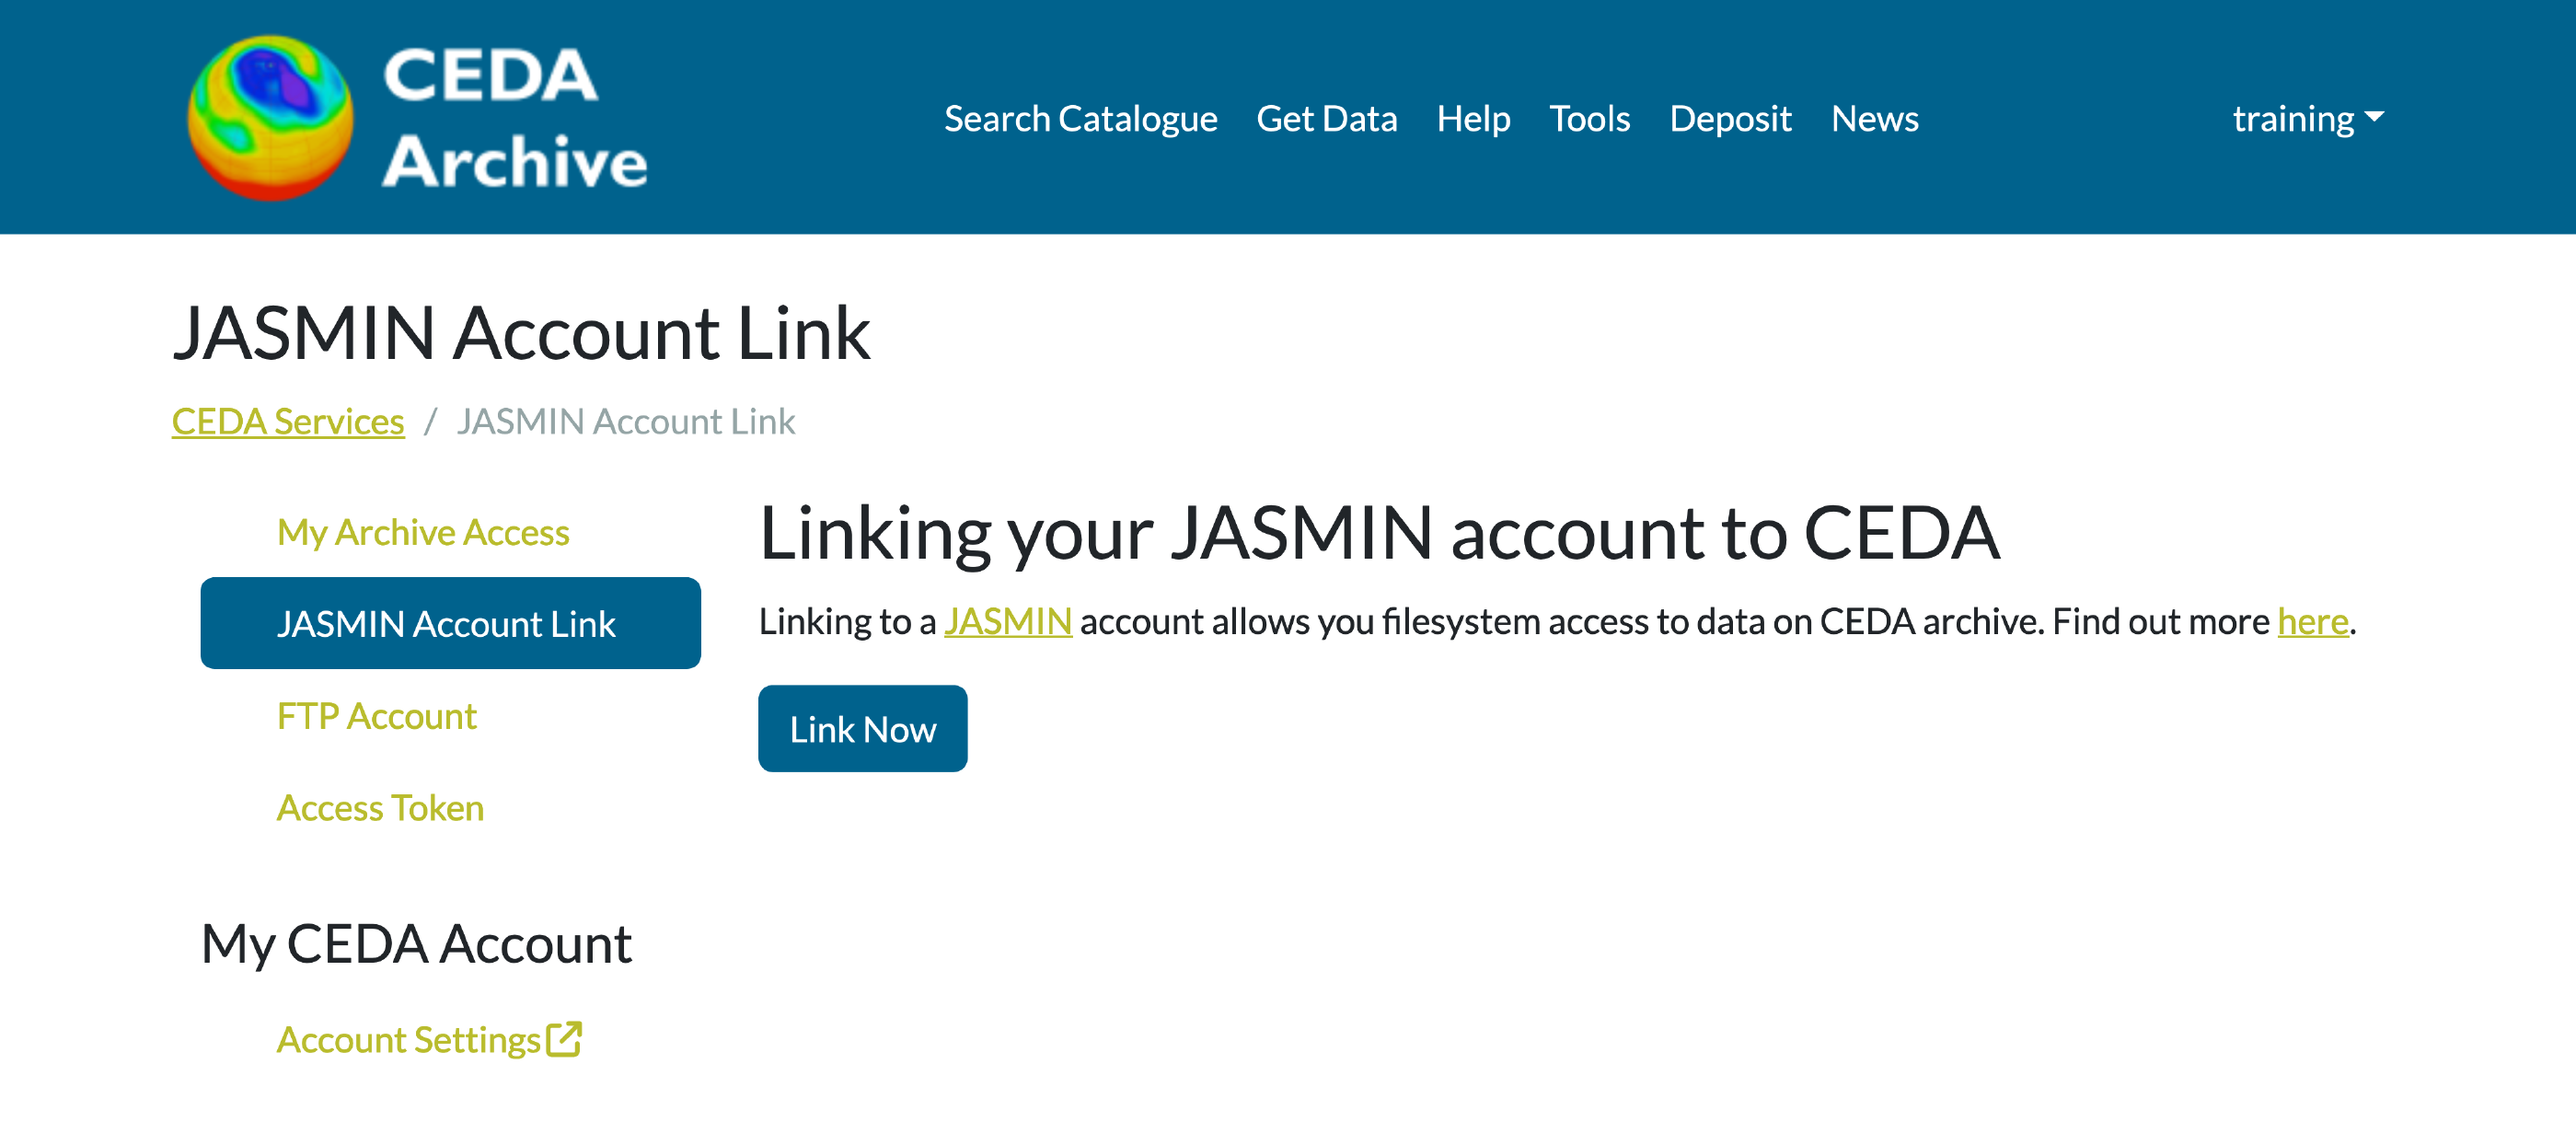 CEDA
Archive
Search Catalogue Get Data Help Tools Deposit News training
JASMIN Account Link
CEDA Services / JASMIN Account Link
My Archive Access
JASMIN Account Link
FTP Account
Access Token
My CEDA Account
Account Settings
Linking your JASMIN account to CEDA
Linking to a JASMIN account allows you filesystem access to data on CEDA archive. Find out more here.
Link Now